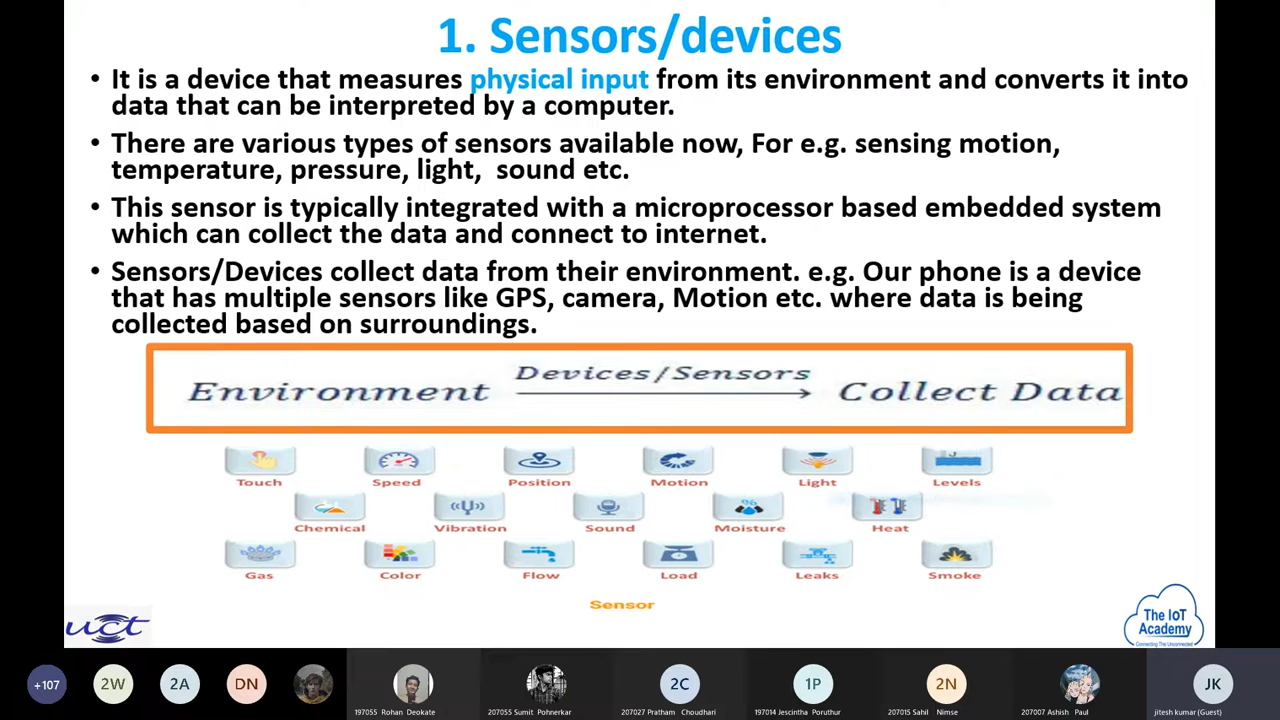 1. Sensors/devices
• It is a device that measures physical input from its environment and converts it into
data that can be interpreted by a computer.
• There are various types of sensors available now, For e.g. sensing motion,
temperature, pressure, light,  sound etc.
• This sensor is typically integrated with a microprocessor based embedded system
which can collect the data and connect to internet.
• Sensors/Devices collect data from their environment. e.g. Our phone is a device
that has multiple sensors like GPS, camera, Motion etc. where data is being
collected based on surroundings.
Devices/Sensors
Environment Collect Data
Touch Speed Position Motion Light Levels
Chemical Vibration Sound Moisture Heat
Gas Color Flow Load Leaks Smoke
Sensor
uct
The IoT
Academy
Connecting The Unconnected
+107 2W 2A DN 2C 1P 2N JK
197055 Rohan Deokate 207055 Sumit Pohnerkar 207027 Pratham Choudhari 197014 Jescintha Poruthur 207015 Sahil Nimse 207007 Ashish Paul jitesh kumar (Guest)